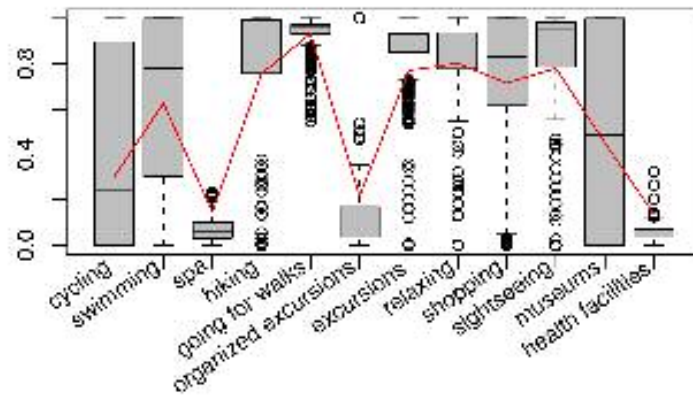 0.8
0.4
0.0
cycling
swimming
spa
hiking
going for walks
organized excursions
excursions
relaxing
shopping
sightseeing
museums
health facilities